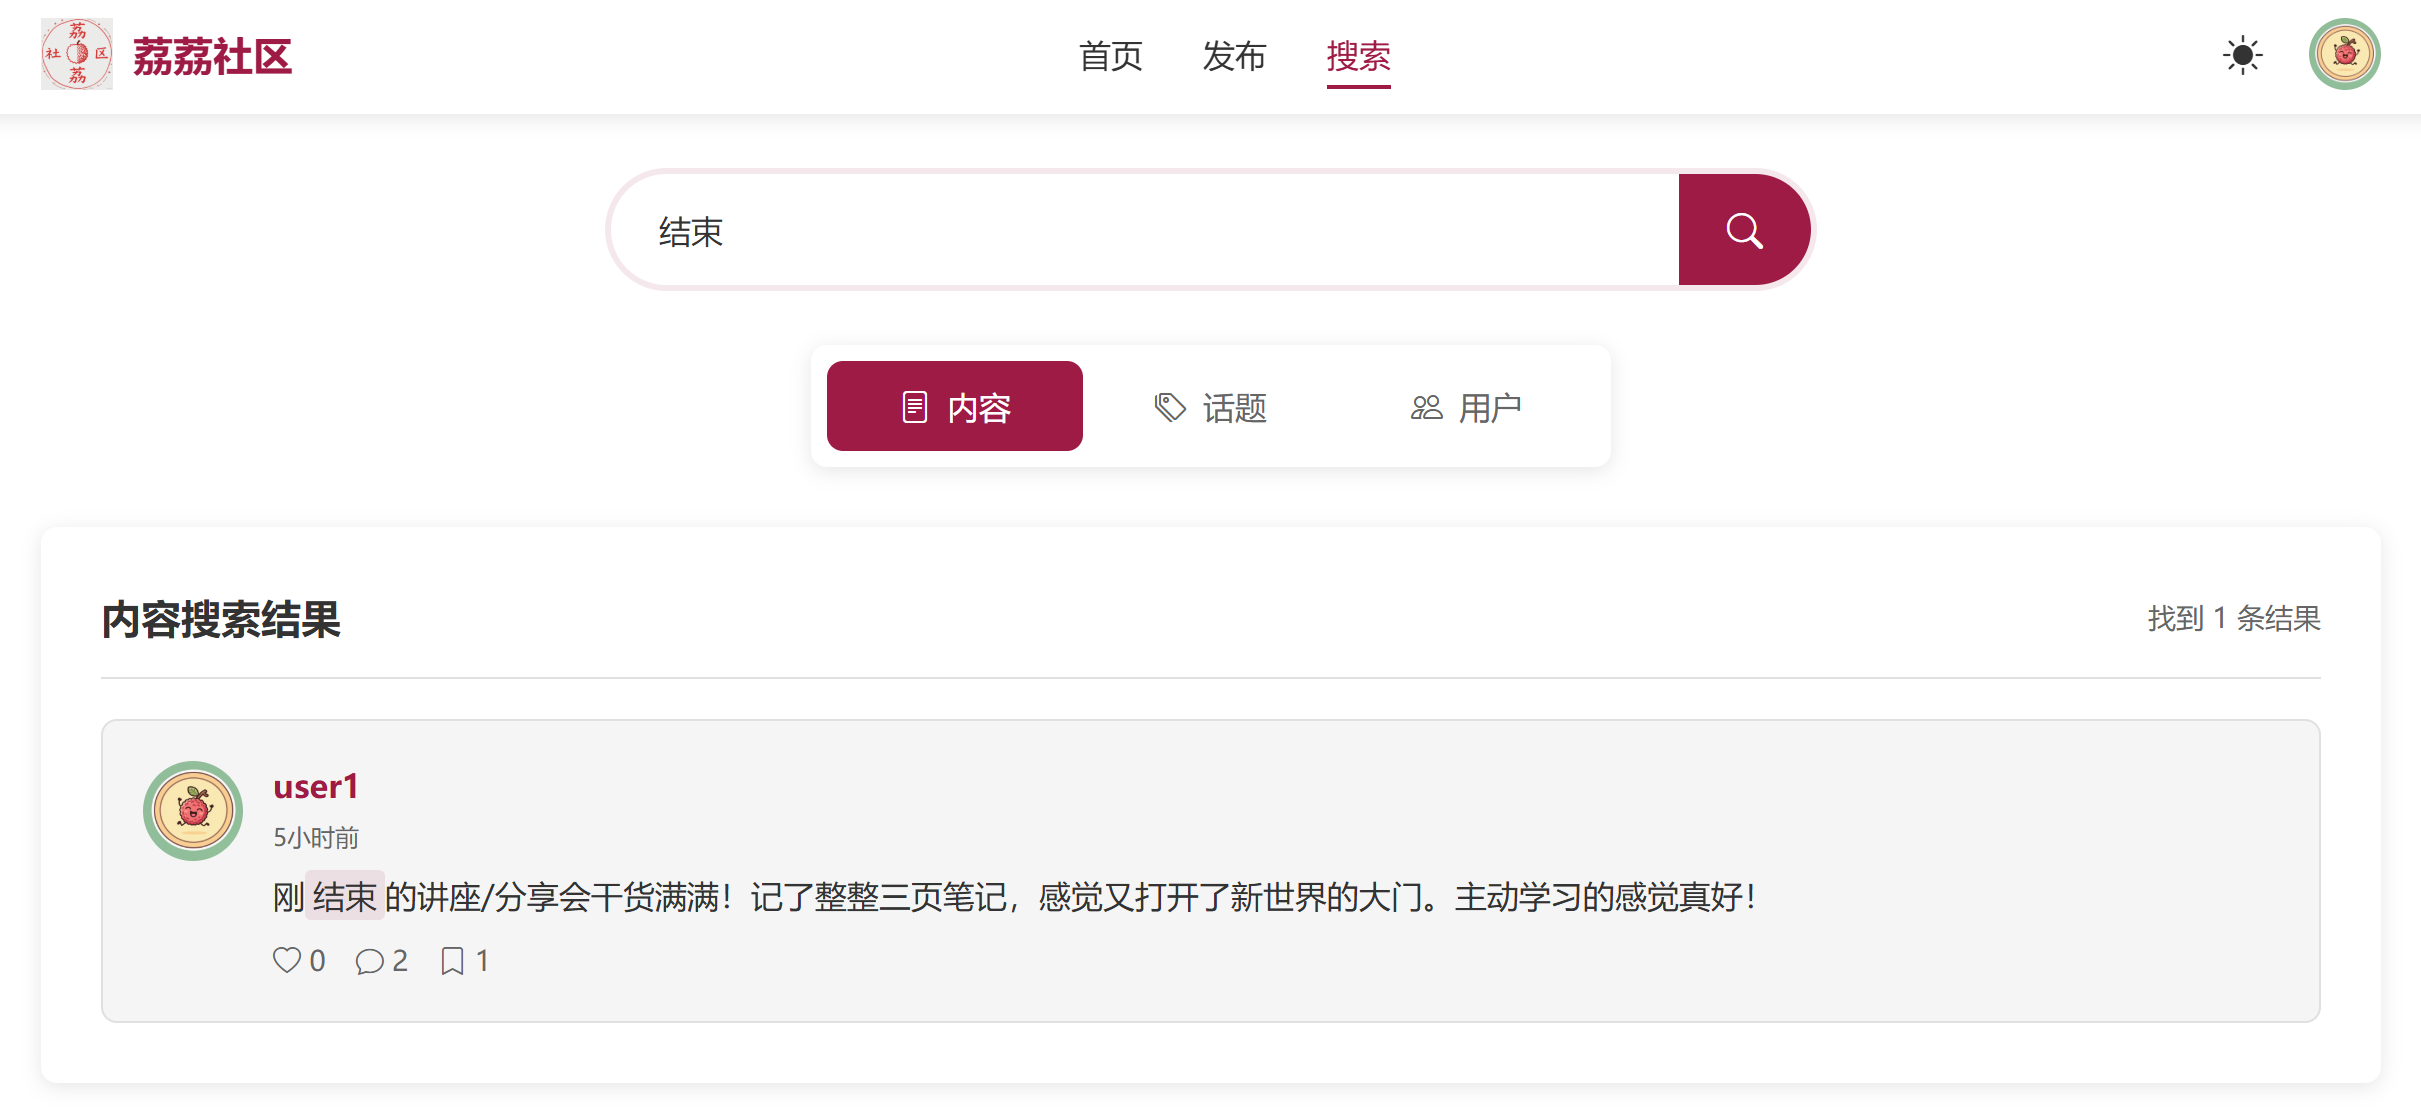 荔
社 区
荔
荔荔社区
首页 发布 搜索
结束
内容 话题 用户
内容搜索结果
找到 1 条结果
user1
5小时前
刚结束的讲座/分享会干货满满！记了整整三页笔记，感觉又打开了新世界的大门。主动学习的感觉真好！
0 2 1